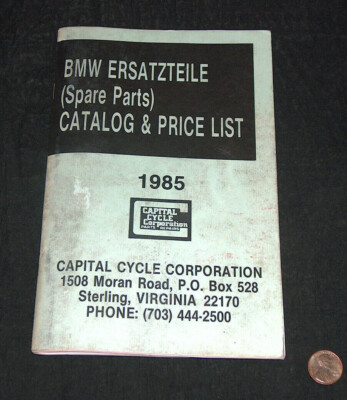 BMW ERSATZTEILE
(Spare Parts)
CATALOG & PRICE LIST
1985
CAPITAL
CYCLE
Corporation
CAPITAL CYCLE CORPORATION
1508 Moran Road, P.O. Box 528
Sterling, VIRGINIA 22170
PHONE: (703) 444-2500